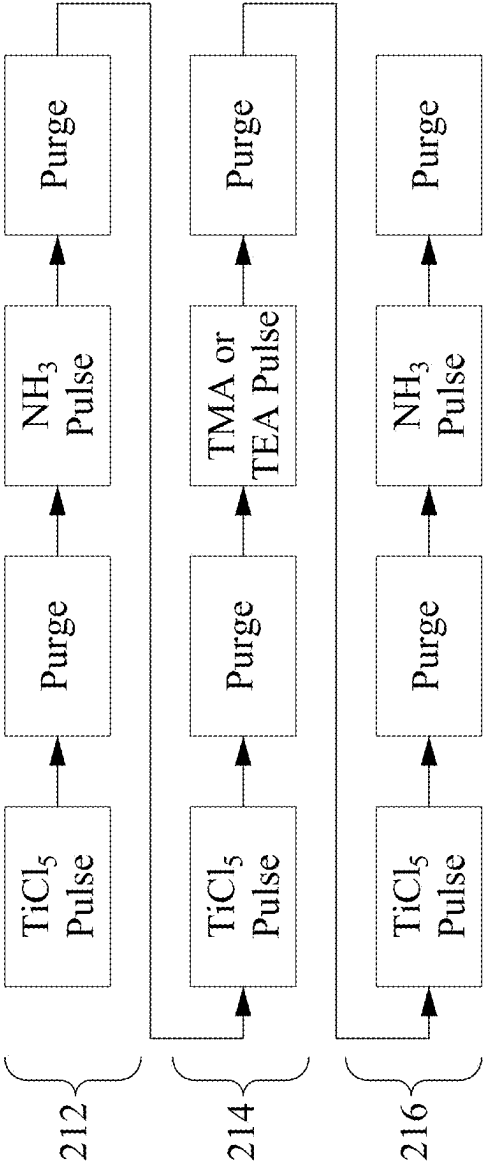 212
TiCl5
Pulse
Purge
NH3
Pulse
Purge
214
TiCl5
Pulse
Purge
TMA or
TEA Pulse
Purge
216
TiCl5
Pulse
Purge
NH3
Pulse
Purge